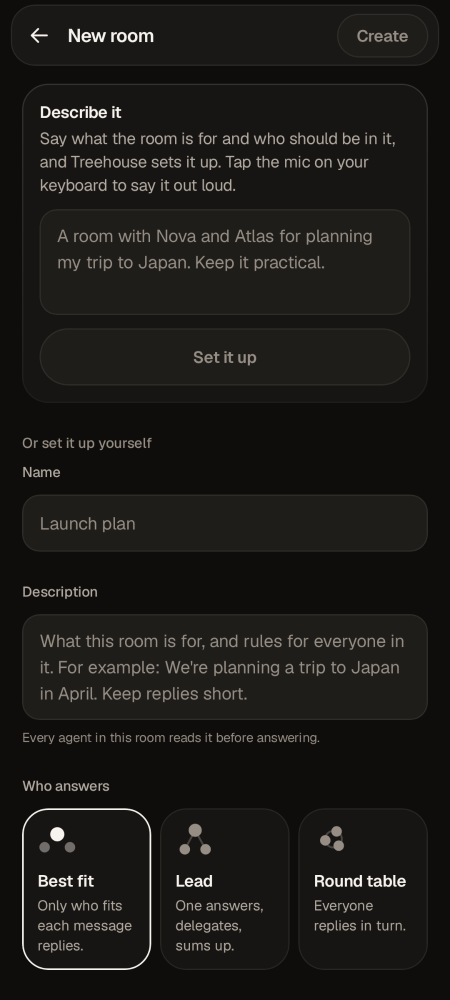 New room
Create
Describe it
Say what the room is for and who should be in it,
and Treehouse sets it up. Tap the mic on your
keyboard to say it out loud.
A room with Nova and Atlas for planning
my trip to Japan. Keep it practical.
Set it up
Or set it up yourself
Name
Launch plan
Description
What this room is for, and rules for everyone in
it. For example: We're planning a trip to Japan
in April. Keep replies short.
Every agent in this room reads it before answering.
Who answers
Best fit
Only who fits
each message
replies.
Lead
One answers,
delegates,
sums up.
Round table
Everyone
replies in turn.